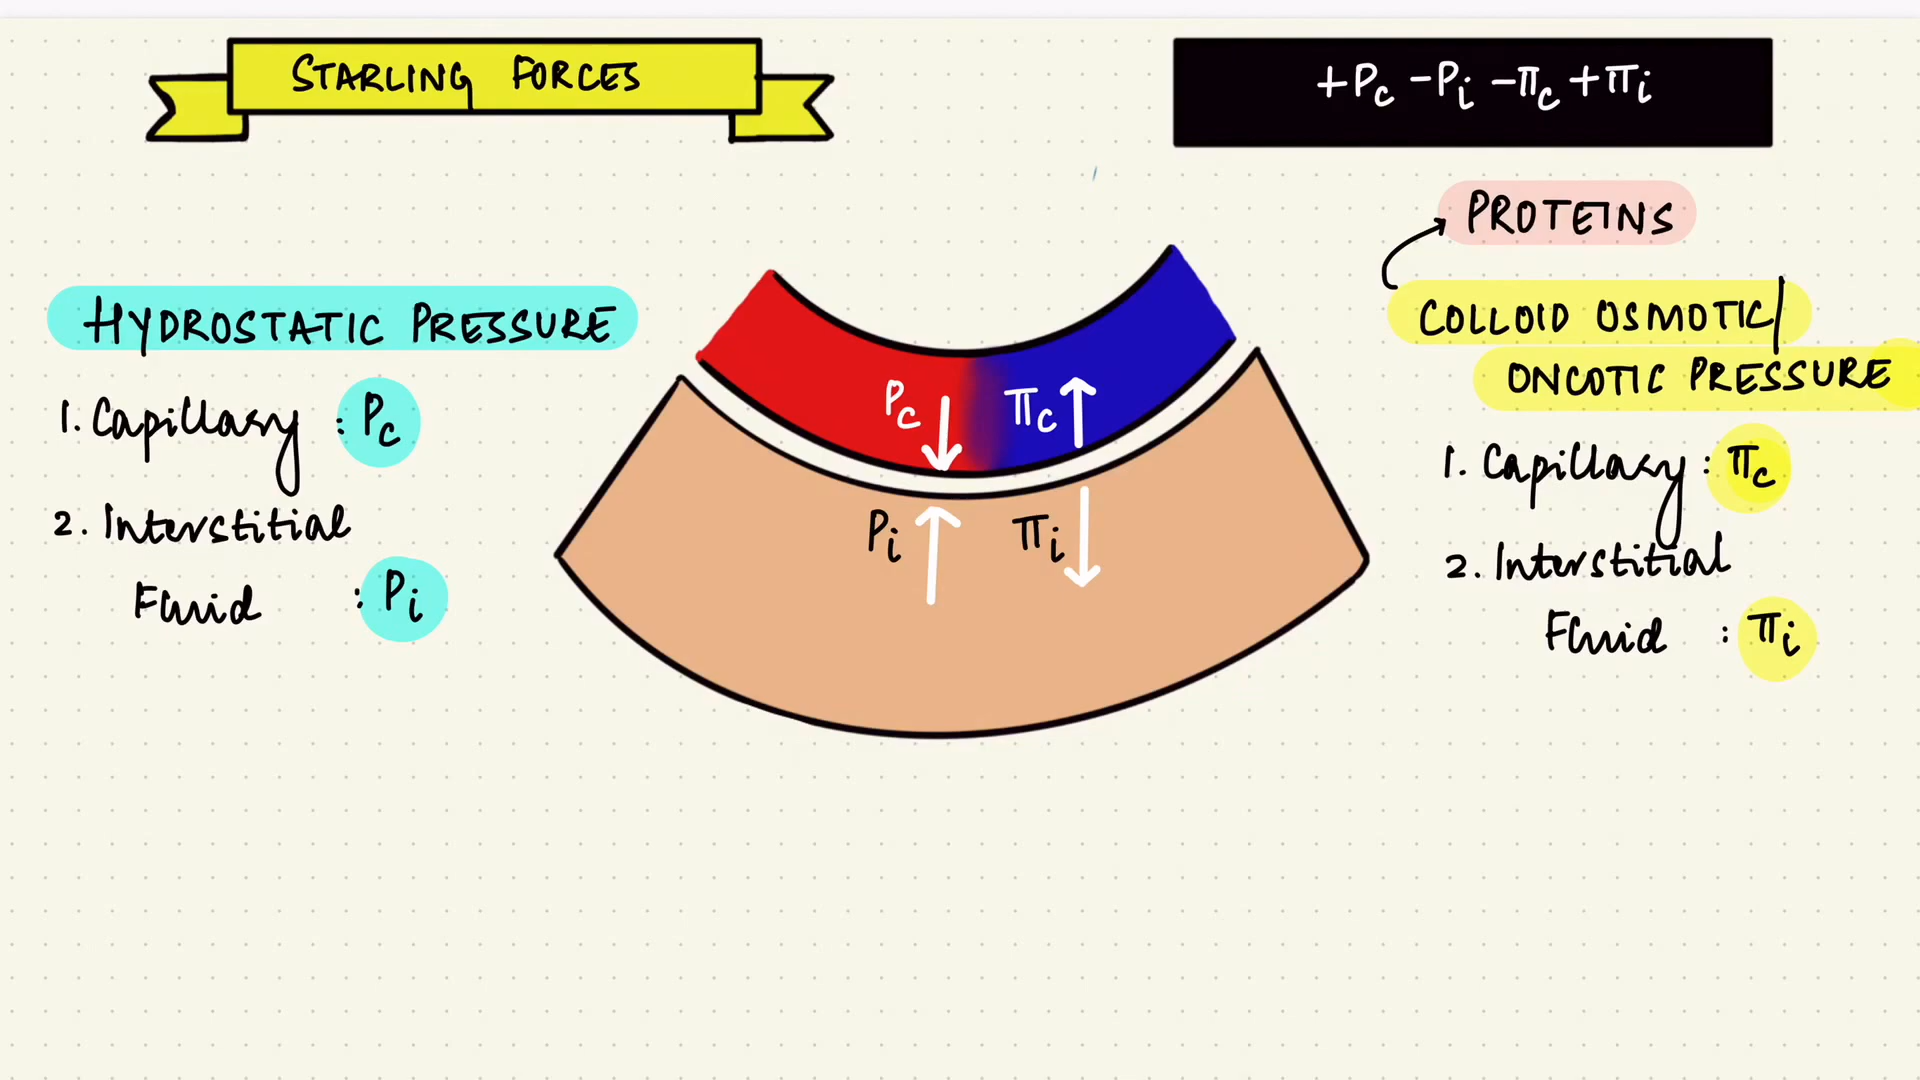 STARLING FORCES
+Pc -Pi -πc +πi
PROTEINS
HYDROSTATIC PRESSURE
1. Capillary : Pc
2. Interstitial
Fluid : Pi
Pc πc
Pi πi
COLLOID OSMOTIC/
ONCOTIC PRESSURE
1. Capillary : πc
2. Interstitial
Fluid : πi